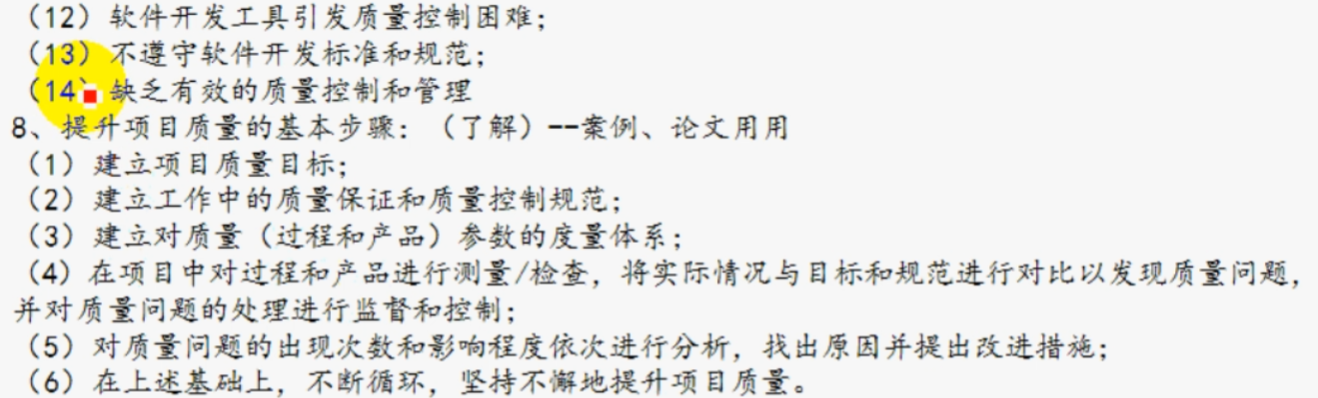 （12）软件开发工具引发质量控制困难；
（13）不遵守软件开发标准和规范；
（14）缺乏有效的质量控制和管理
8、提升项目质量的基本步骤：（了解）--案例、论文用用
（1）建立项目质量目标；
（2）建立工作中的质量保证和质量控制规范；
（3）建立对质量（过程和产品）参数的度量体系；
（4）在项目中对过程和产品进行测量/检查，将实际情况与目标和规范进行对比以发现质量问题，
并对质量问题的处理进行监督和控制；
（5）对质量问题的出现次数和影响程度依次进行分析，找出原因并提出改进措施；
（6）在上述基础上，不断循环，坚持不懈地提升项目质量。